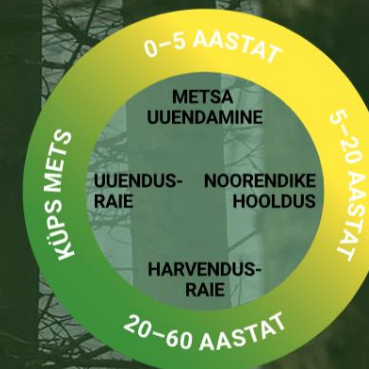 0–5 AASTAT
METSA
UUENDAMINE
5–20 AASTAT
NOORENDIKE
HOOLDUS
HARVENDUS-
RAIE
20–60 AASTAT
UUENDUS-
RAIE
KÜPS METS